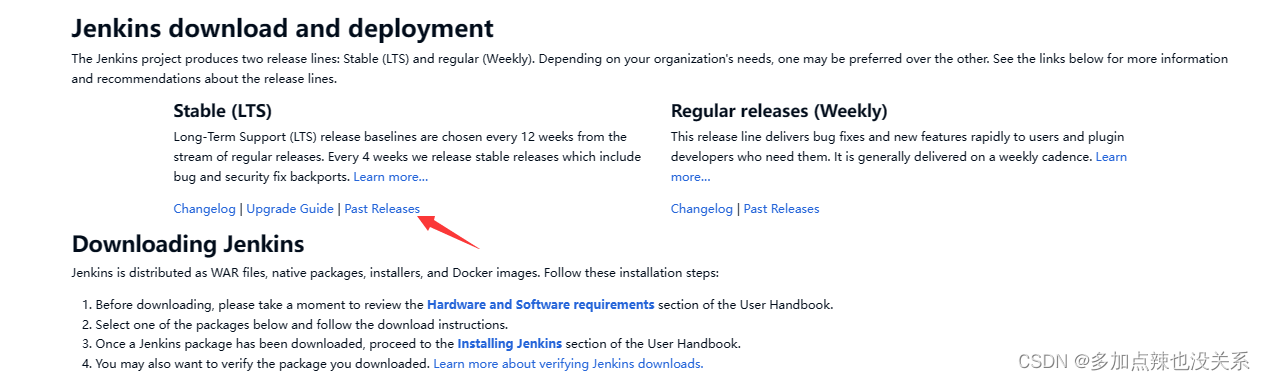 Jenkins download and deployment
The Jenkins project produces two release lines: Stable (LTS) and regular (Weekly). Depending on your organization's needs, one may be preferred over the other. See the links below for more information
and recommendations about the release lines.
Stable (LTS)
Long-Term Support (LTS) release baselines are chosen every 12 weeks from the
stream of regular releases. Every 4 weeks we release stable releases which include
bug and security fix backports. Learn more...
Changelog | Upgrade Guide | Past Releases
Regular releases (Weekly)
This release line delivers bug fixes and new features rapidly to users and plugin
developers who need them. It is generally delivered on a weekly cadence. Learn
more...
Changelog | Past Releases
Downloading Jenkins
Jenkins is distributed as WAR files, native packages, installers, and Docker images. Follow these installation steps:
1. Before downloading, please take a moment to review the Hardware and Software requirements section of the User Handbook.
2. Select one of the packages below and follow the download instructions.
3. Once a Jenkins package has been downloaded, proceed to the Installing Jenkins section of the User Handbook.
4. You may also want to verify the package you downloaded. Learn more about verifying Jenkins downloads.
CSDN @多加点辣也没关系